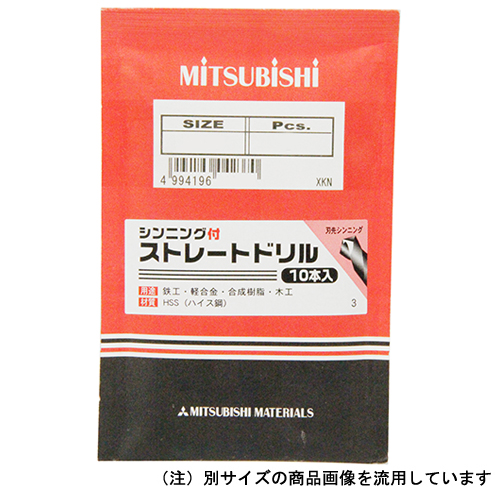 MITSUBISHI
SIZE Pcs.
4 994196 XKN
シンニング付
ストレートドリル
刃先シンニング
10本入
用途 鉄工・軽合金・合成樹脂・木工
材質 HSS(ハイス鋼) 3
MITSUBISHI MATERIALS
(注)別サイズの商品画像を流用しています